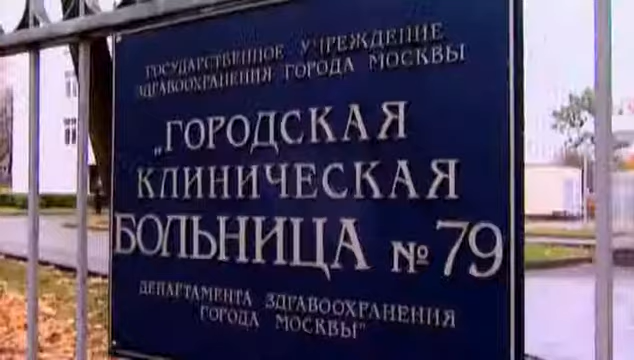 ГОСУДАРСТВЕННОЕ УЧРЕЖДЕНИЕ
ЗДРАВООХРАНЕНИЯ ГОРОДА МОСКВЫ
„ГОРОДСКАЯ
КЛИНИЧЕСКАЯ
БОЛЬНИЦА № 79
ДЕПАРТАМЕНТА ЗДРАВООХРАНЕНИЯ
ГОРОДА МОСКВЫ"